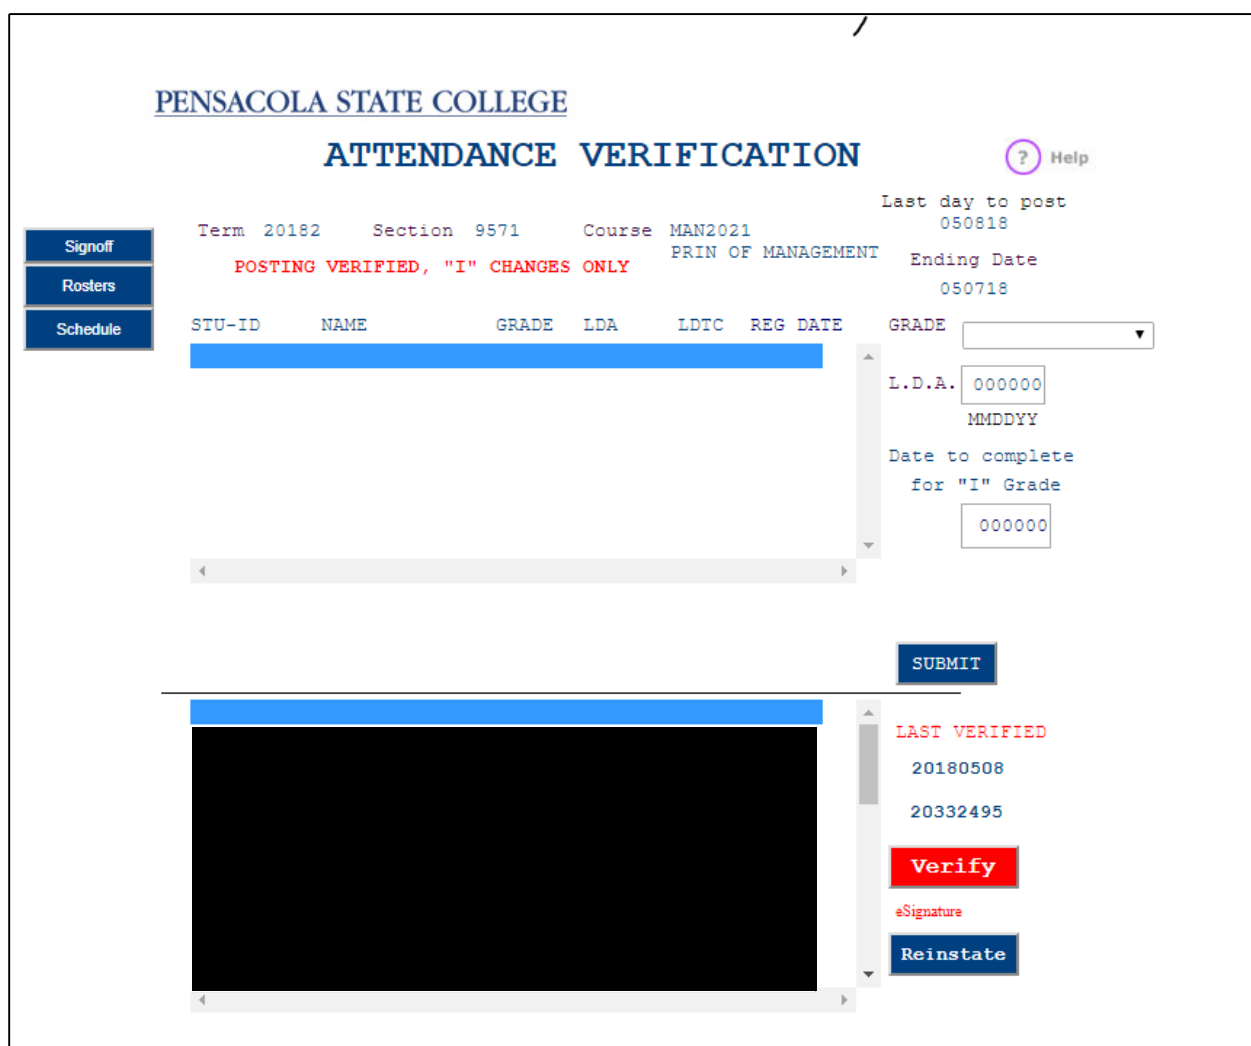 PENSACOLA STATE COLLEGE
ATTENDANCE VERIFICATION
? Help
Last day to post
050818
Signoff
Rosters
Schedule
Term 20182 Section 9571 Course MAN2021
PRIN OF MANAGEMENT
POSTING VERIFIED, "I" CHANGES ONLY
Ending Date
050718
STU-ID NAME GRADE LDA LDTC REG DATE
GRADE
L.D.A. 000000
MMDDYY
Date to complete
for "I" Grade
000000
SUBMIT
LAST VERIFIED
20180508
20332495
Verify
eSignature
Reinstate